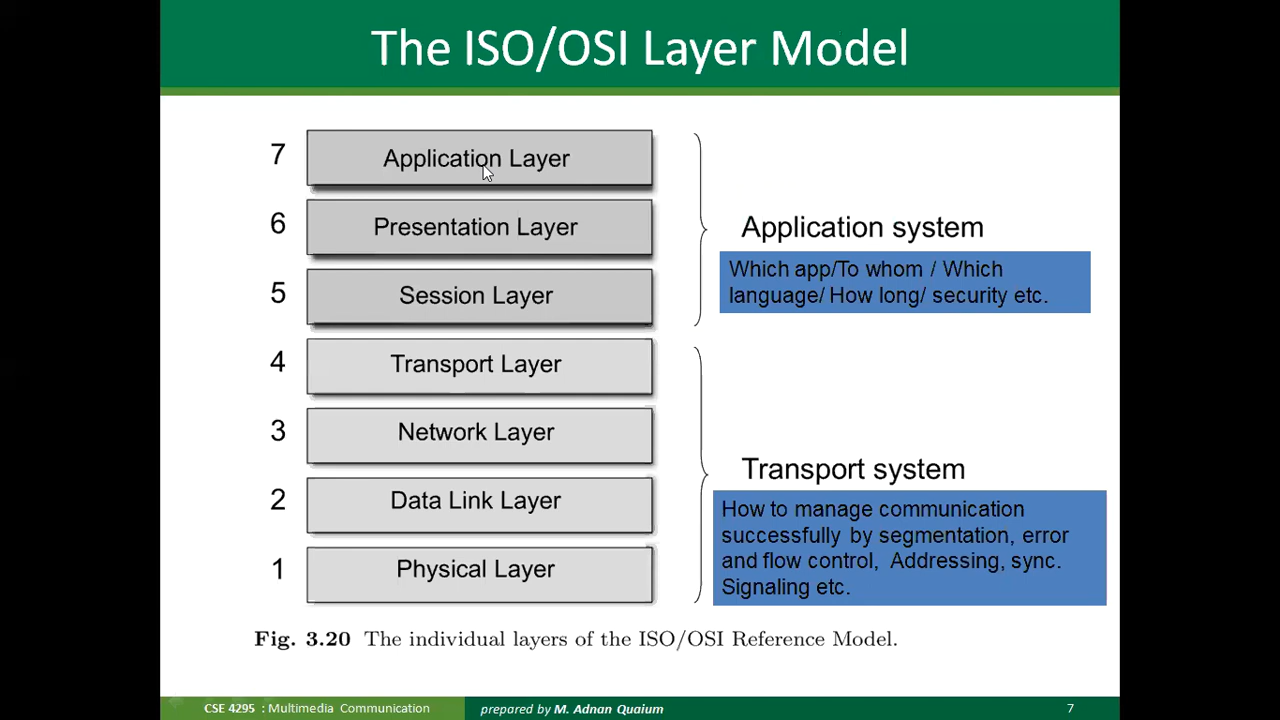 The ISO/OSI Layer Model
7
Application Layer
6
Presentation Layer
5
Session Layer
4
Transport Layer
3
Network Layer
2
Data Link Layer
1
Physical Layer
Application system
Which app/To whom / Which
language/ How long/ security etc.
Transport system
How to manage communication
successfully by segmentation, error
and flow control, Addressing, sync.
Signaling etc.
Fig. 3.20 The individual layers of the ISO/OSI Reference Model.
CSE 4295 : Multimedia Communication
prepared by M. Adnan Quaium
7